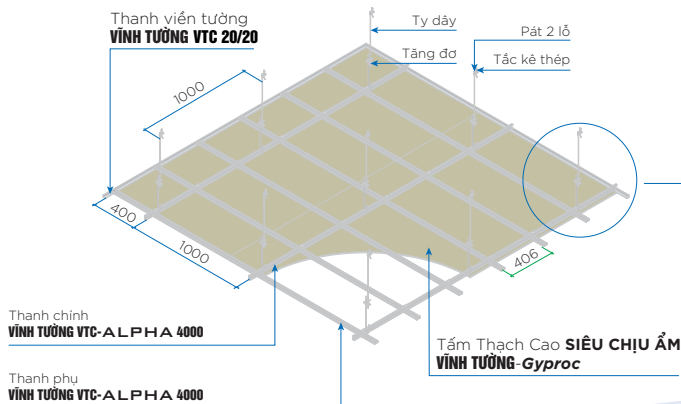 Thanh viền tường
VĨNH TƯỜNG VTC 20/20
Ty dây
Tăng đơ
Pát 2 lỗ
Tắc kê thép
1000
400
1000
406
Thanh chính
VĨNH TƯỜNG VTC-ALPHA 4000
Thanh phụ
VĨNH TƯỜNG VTC-ALPHA 4000
Tấm Thạch Cao SIÊU CHỊU ẨM
VĨNH TƯỜNG-Gyproc